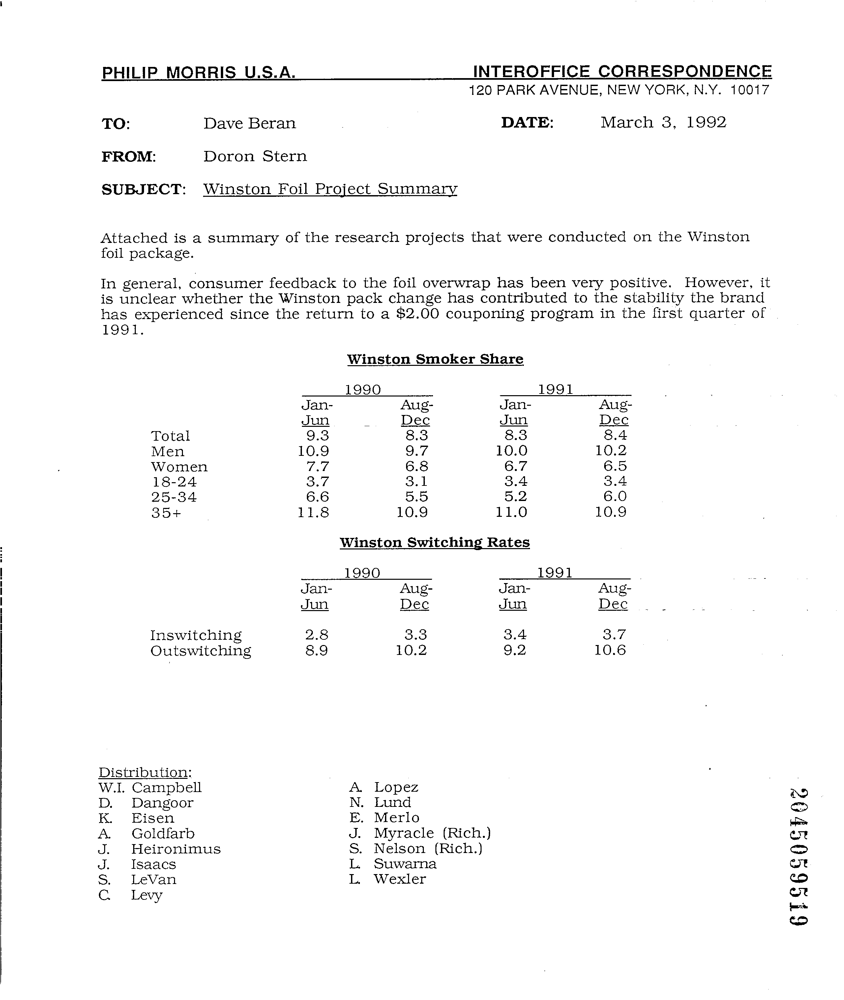 PHILIP MORRIS U.S.A. INTEROFFICE CORRESPONDENCE
120 PARK AVENUE, NEW YORK, N.Y. 10017
TO: Dave Beran DATE: March 3, 1992
FROM: Doron Stern
SUBJECT: Winston Foil Project Summary
Attached is a summary of the research projects that were conducted on the Winston
foil package.
In general, consumer feedback to the foil overwrap has been very positive. However, it
is unclear whether the Winston pack change has contributed to the stability the brand
has experienced since the return to a $2.00 couponing program in the first quarter of
1991.
Winston Smoker Share
1990 1991
Jan- Aug- Jan- Aug-
Jun Dec Jun Dec
Total 9.3 8.3 8.3 8.4
Men 10.9 9.7 10.0 10.2
Women 7.7 6.8 6.7 6.5
18-24 3.7 3.1 3.4 3.4
25-34 6.6 5.5 5.2 6.0
35+ 11.8 10.9 11.0 10.9
Winston Switching Rates
1990 1991
Jan- Aug- Jan- Aug-
Jun Dec Jun Dec
Inswitching 2.8 3.3 3.4 3.7
Outswitching 8.9 10.2 9.2 10.6
Distribution:
W.I. Campbell A. Lopez
D. Dangoor N. Lund
K. Eisen E. Merlo
A. Goldfarb J. Myracle (Rich.)
J. Heironimus S. Nelson (Rich.)
J. Isaacs L. Suwarna
S. LeVan L. Wexler
C. Levy
2045059519